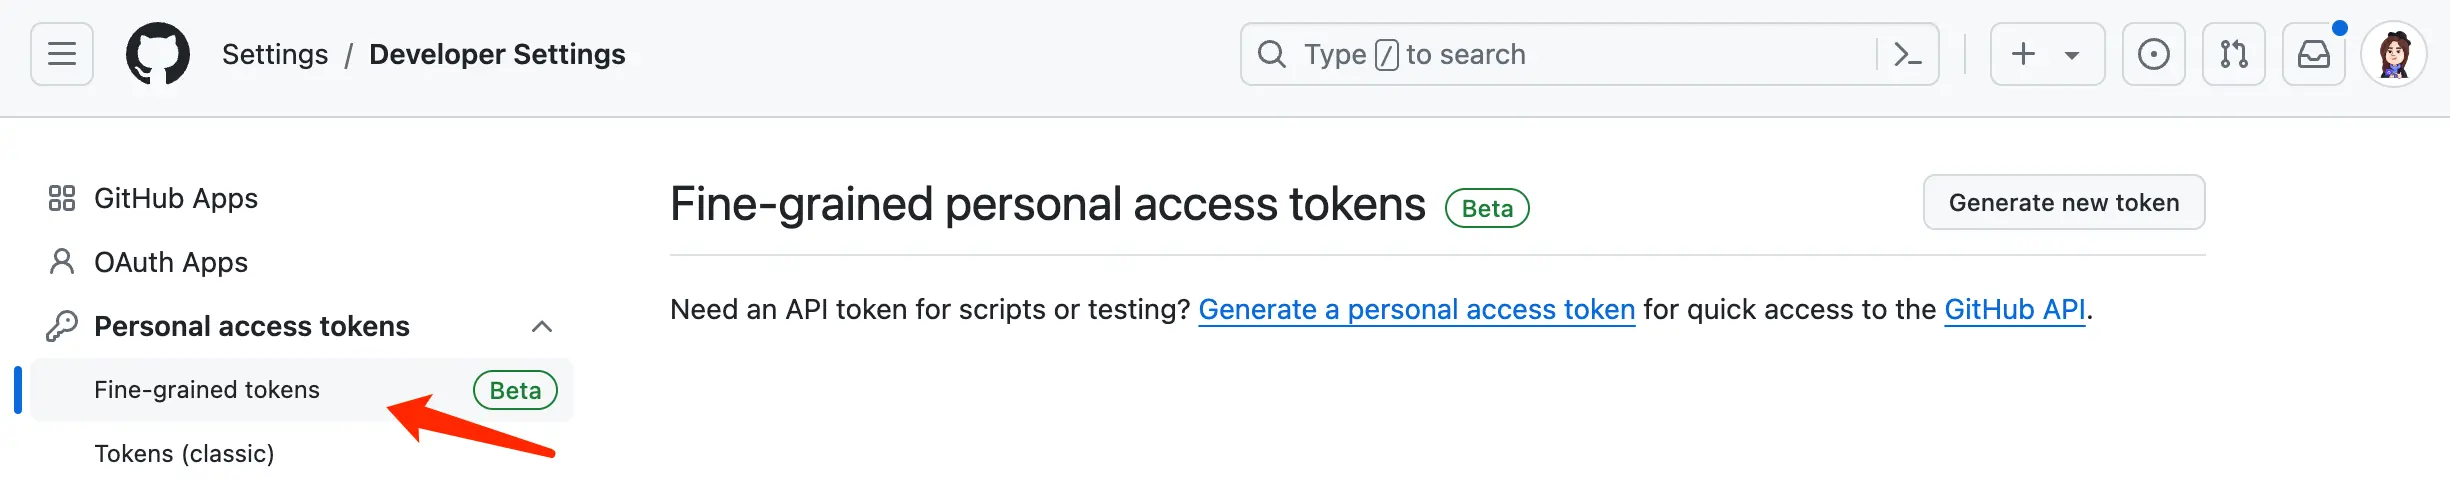 Settings / Developer Settings
Type / to search
GitHub Apps
OAuth Apps
Personal access tokens
Fine-grained tokens Beta
Tokens (classic)
Fine-grained personal access tokens Beta
Generate new token
Need an API token for scripts or testing? Generate a personal access token for quick access to the GitHub API.